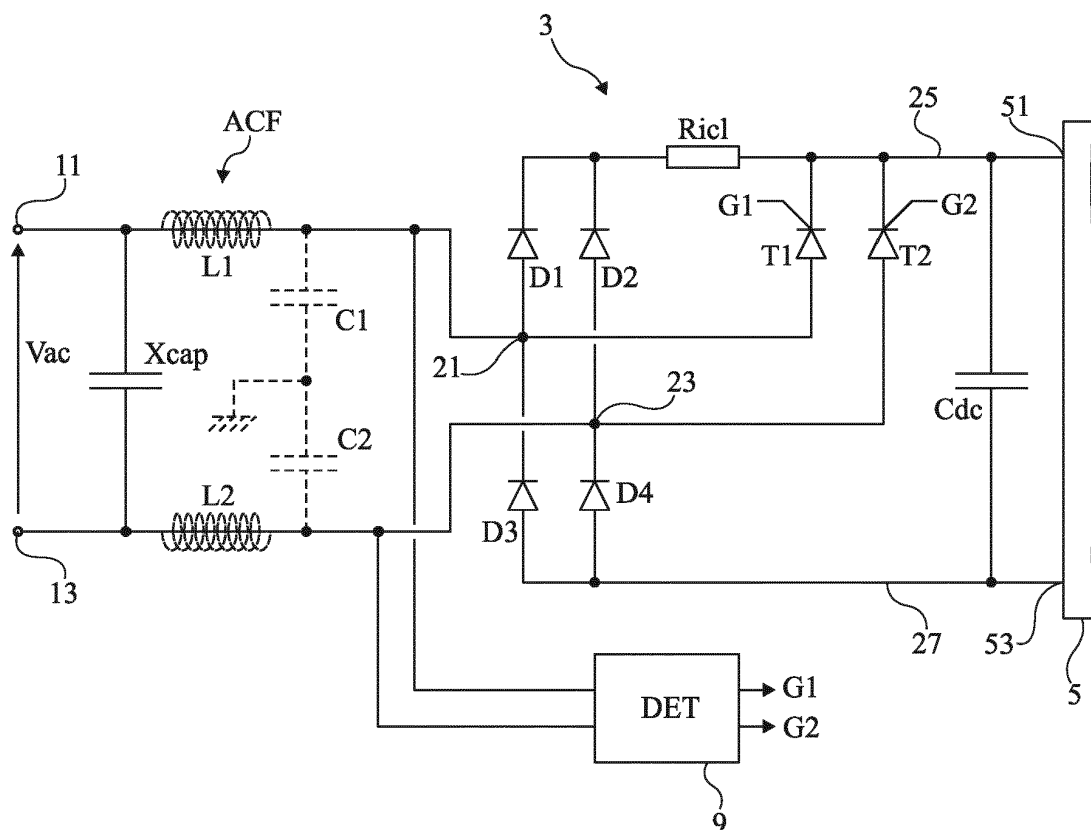 3
ACF
Ricl
25
51
11
G1
G2
L1
D1
D2
T1
T2
C1
Vac
Xcap
21
23
Cdc
C2
L2
D3
D4
13
27
53
5
DET
G1
G2
9